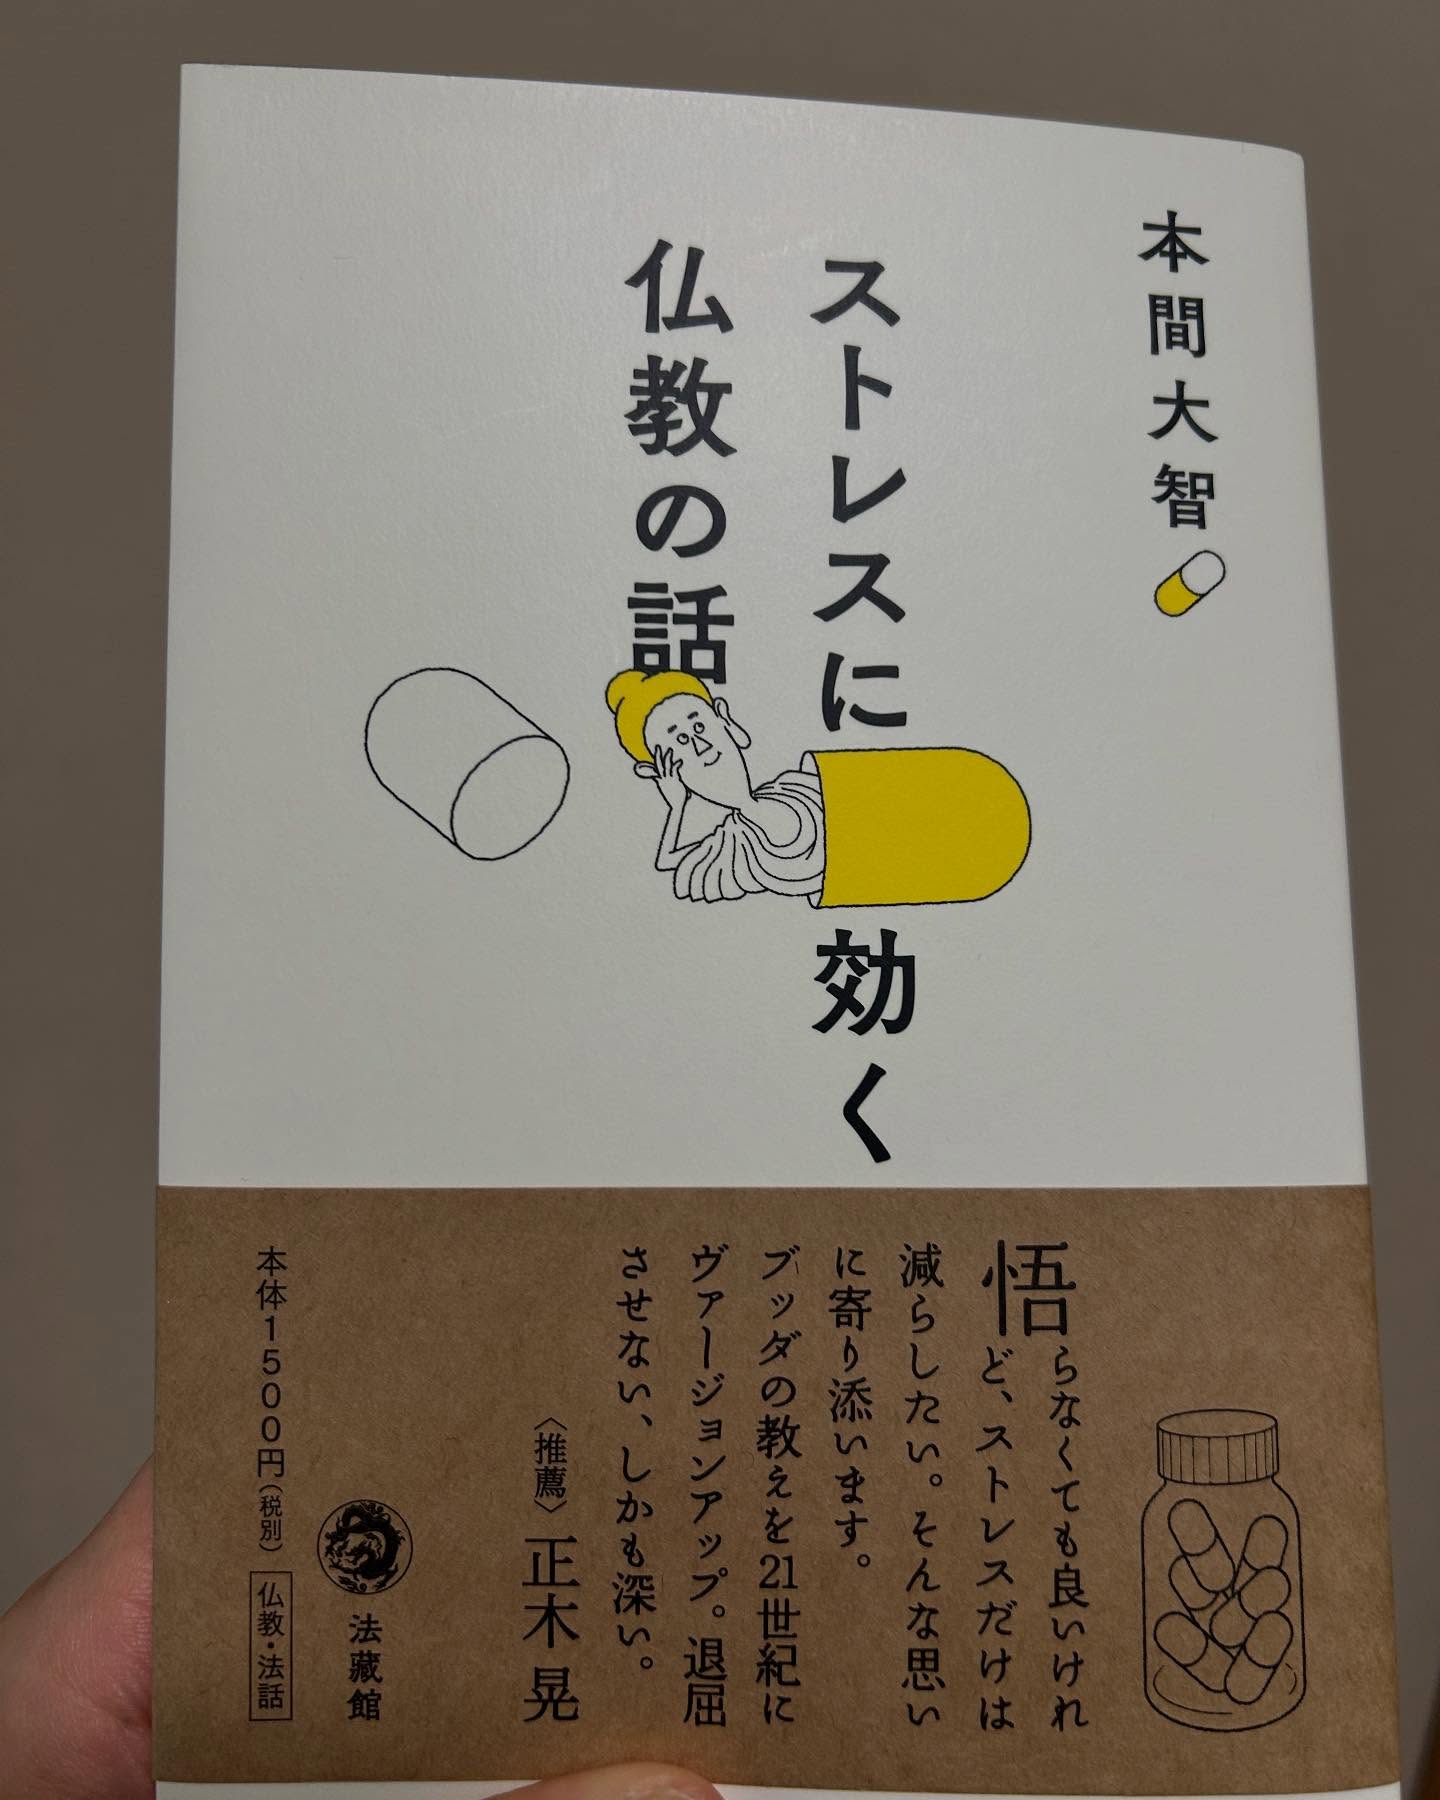 本間大智
ストレスに効く
仏教の話
悟らなくても良いけれ
ど、ストレスだけは
減らしたい。そんな思い
に寄り添います。
ブッダの教えを21世紀に
ヴァージョンアップ。退屈
させない、しかも深い。
〈推薦〉正木 晃
法藏館
本体1500円(税別)
仏教・法話